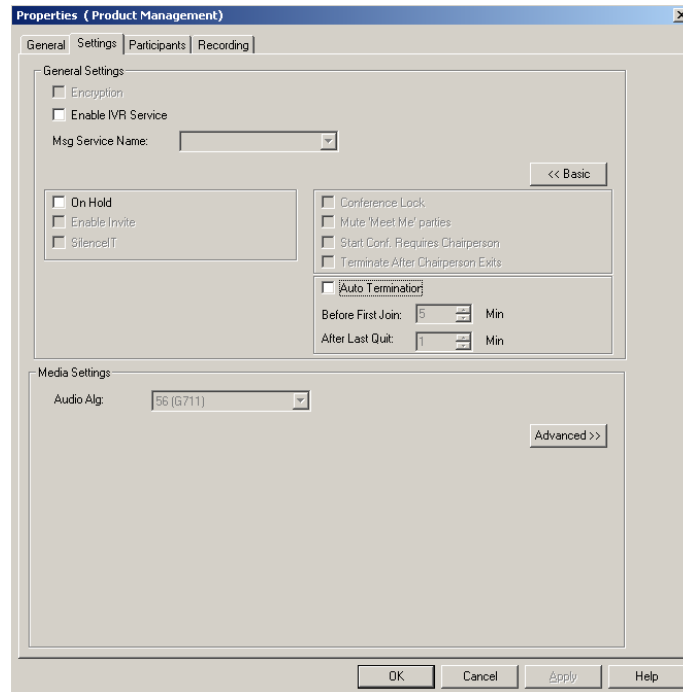 Properties ( Product Management)
General Settings Participants Recording
General Settings
Encryption
Enable IVR Service
Msg Service Name:
<< Basic
On Hold
Enable Invite
SilenceIT
Conference Lock
Mute 'Meet Me' parties
Start Conf. Requires Chairperson
Terminate After Chairperson Exits
Auto Termination
Before First Join: 5 Min
After Last Quit: 1 Min
Media Settings
Audio Alg: 56 (G711)
Advanced >>
OK Cancel Apply Help